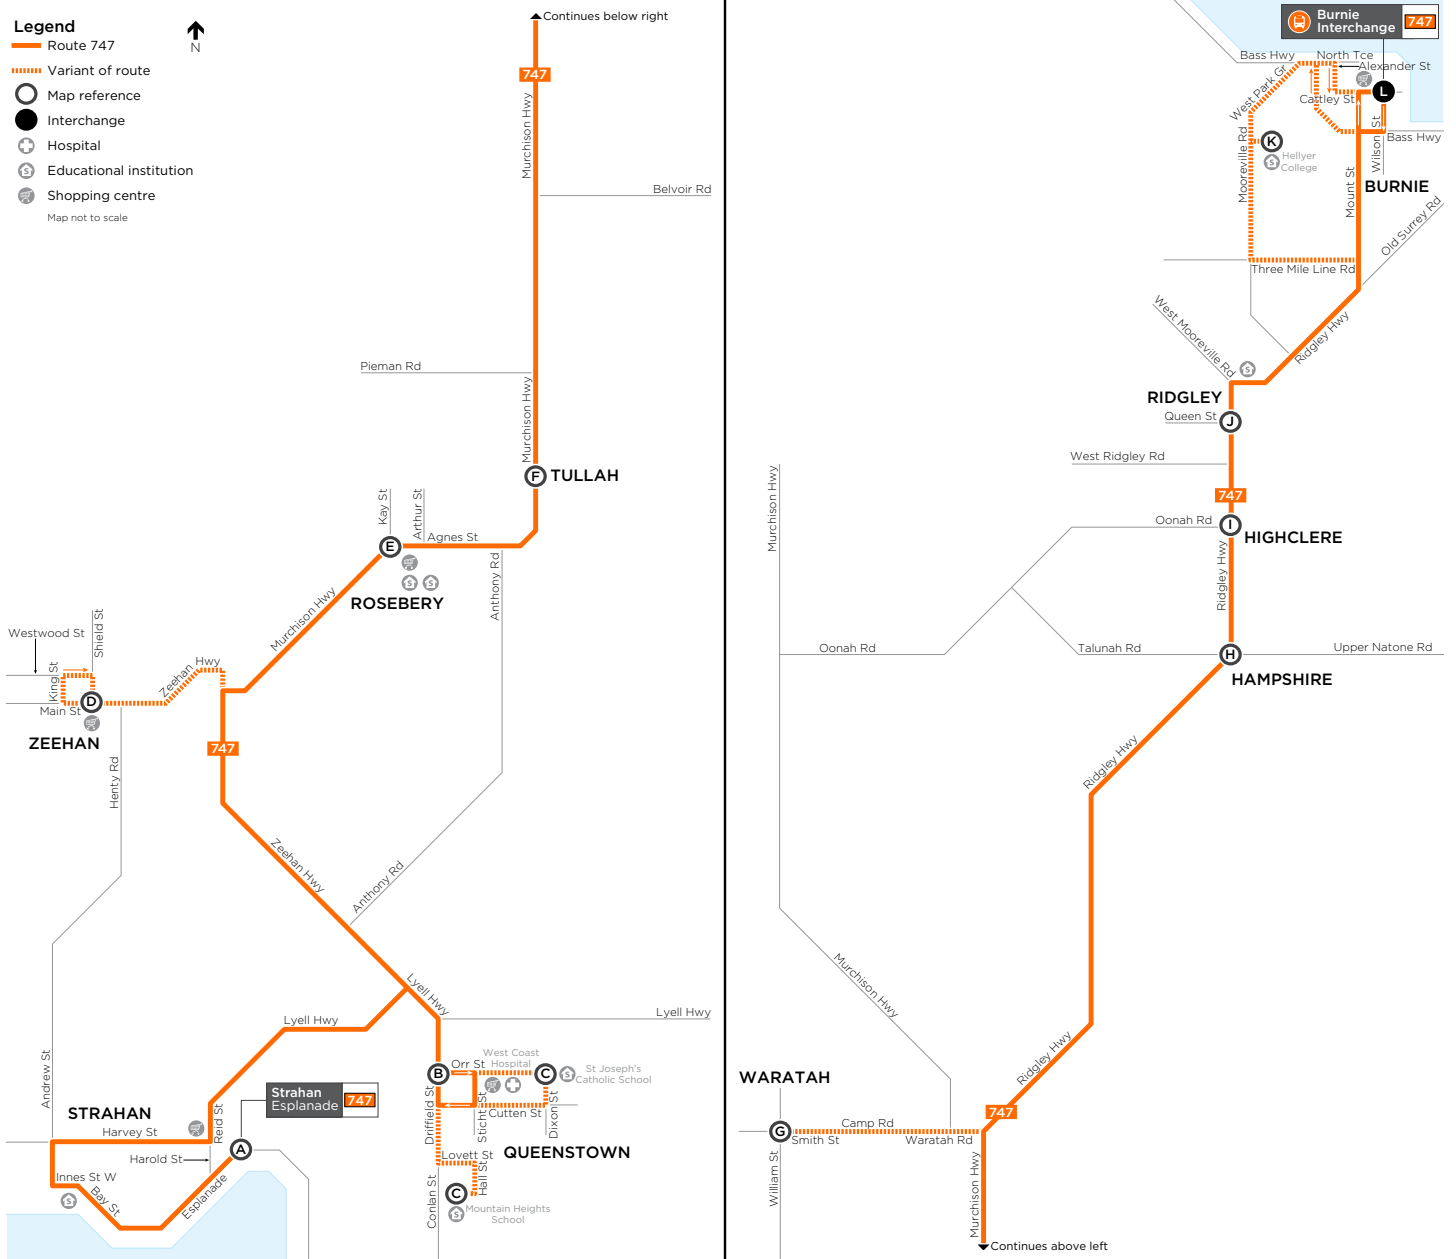 Legend
Route 747
Variant of route
Map reference
Interchange
Hospital
Educational institution
Shopping centre
Map not to scale
N
Continues below right
747
Murchison Hwy
Belvoir Rd
Pieman Rd
Murchison Hwy
F
TULLAH
Kay St
Arthur St
Agnes St
E
ROSEBERY
Anthony Rd
Murchison Hwy
Westwood St
Shield St
King St
Zeehan Hwy
Main St
D
ZEEHAN
747
Henty Rd
Zeehan Hwy
Anthony Rd
Lyell Hwy
Lyell Hwy
Lyell Hwy
Andrew St
B
Orr St
West Coast
Hospital
C
St Joseph's
Catholic School
Strahan
Esplanade
747
Driffield St
Sticht St
Cutten St
Dixon St
STRAHAN
Harvey St
Reid St
A
Harold St
QUEENSTOWN
Lovett St
Hall St
Innes St W
Bay St
Esplanade
Conlan St
C
Mountain Heights
School
Burnie
Interchange
747
Bass Hwy
North Tce
Alexander St
West Park Gr
Cattley St
L
Bass Hwy
Wilson St
Mooreville Rd
K
Hellyer
College
Mount St
BURNIE
Old Surrey Rd
Three Mile Line Rd
West Mooreville Rd
Ridgley Hwy
RIDGLEY
Queen St
J
West Ridgley Rd
747
Murchison Hwy
Oonah Rd
I
HIGHCLERE
Ridgley Hwy
Oonah Rd
Talunah Rd
H
Upper Natone Rd
HAMPSHIRE
Ridgley Hwy
Murchison Hwy
Ridgley Hwy
WARATAH
747
G
Smith St
Camp Rd
Waratah Rd
William St
Murchison Hwy
Continues above left